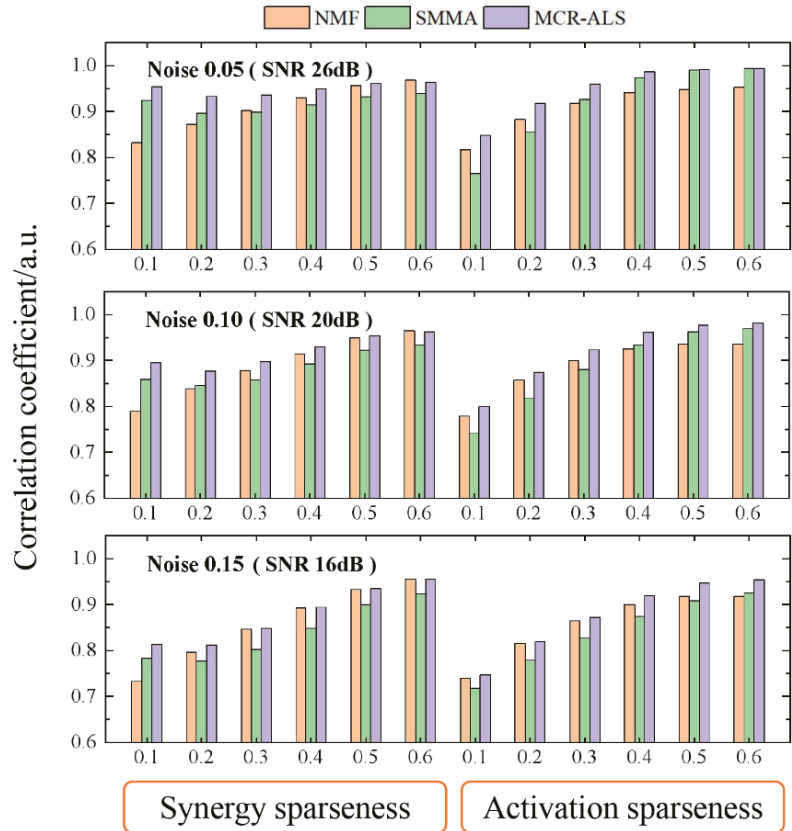 NMF SMMA MCR-ALS
Correlation coefficient/a.u.
Noise 0.05 ( SNR 26dB )
1.0
0.9
0.8
0.7
0.6
0.1 0.2 0.3 0.4 0.5 0.6 0.1 0.2 0.3 0.4 0.5 0.6
Noise 0.10 ( SNR 20dB )
1.0
0.9
0.8
0.7
0.6
0.1 0.2 0.3 0.4 0.5 0.6 0.1 0.2 0.3 0.4 0.5 0.6
Noise 0.15 ( SNR 16dB )
1.0
0.9
0.8
0.7
0.6
0.1 0.2 0.3 0.4 0.5 0.6 0.1 0.2 0.3 0.4 0.5 0.6
Synergy sparseness Activation sparseness